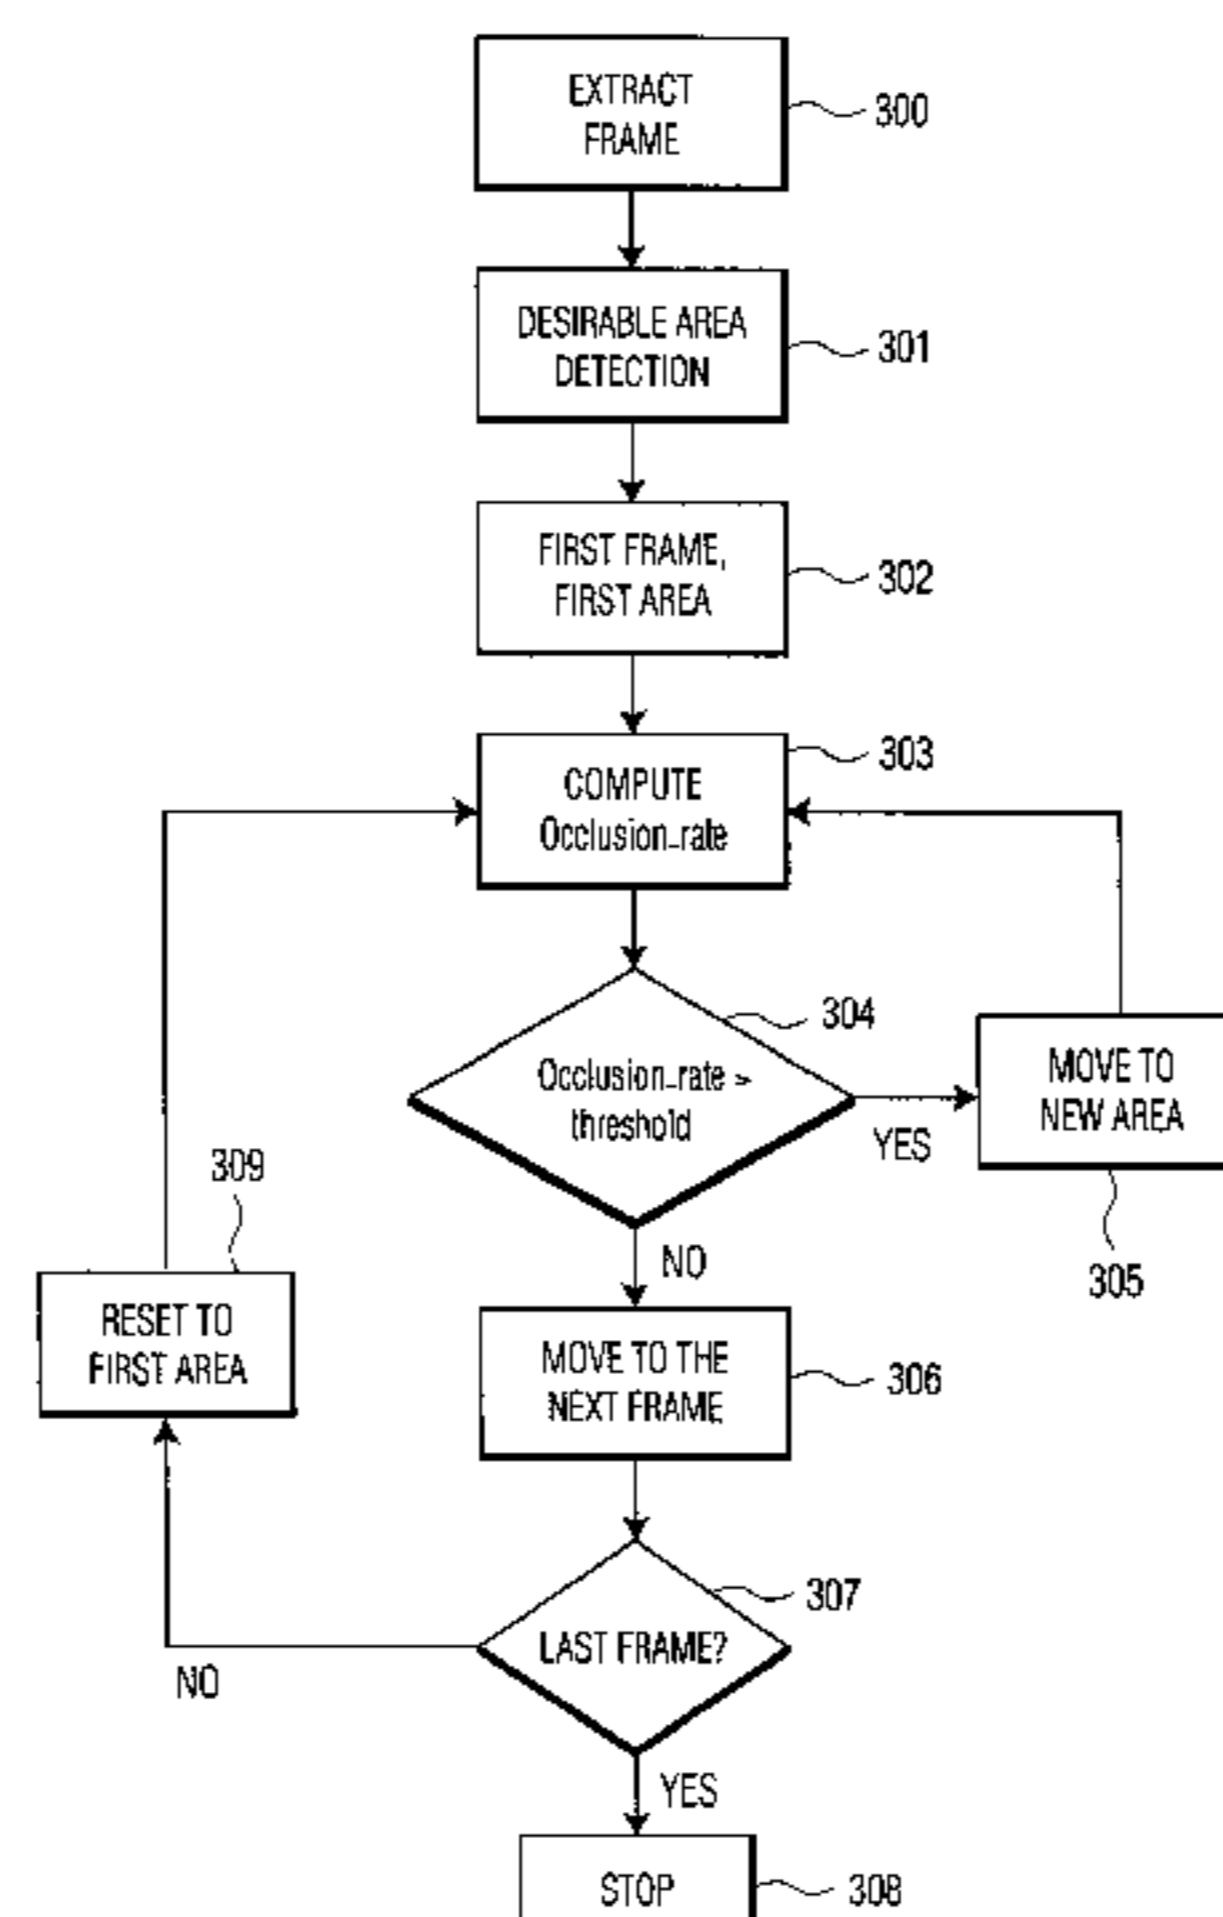 EXTRACT
FRAME
300
DESIRABLE AREA
DETECTION
301
FIRST FRAME,
FIRST AREA
302
303
COMPUTE
Occlusion_rate
304
Occlusion_rate >
threshold
YES
MOVE TO
NEW AREA
305
309
NO
RESET TO
FIRST AREA
MOVE TO THE
NEXT FRAME
306
307
LAST FRAME?
NO
YES
STOP
308